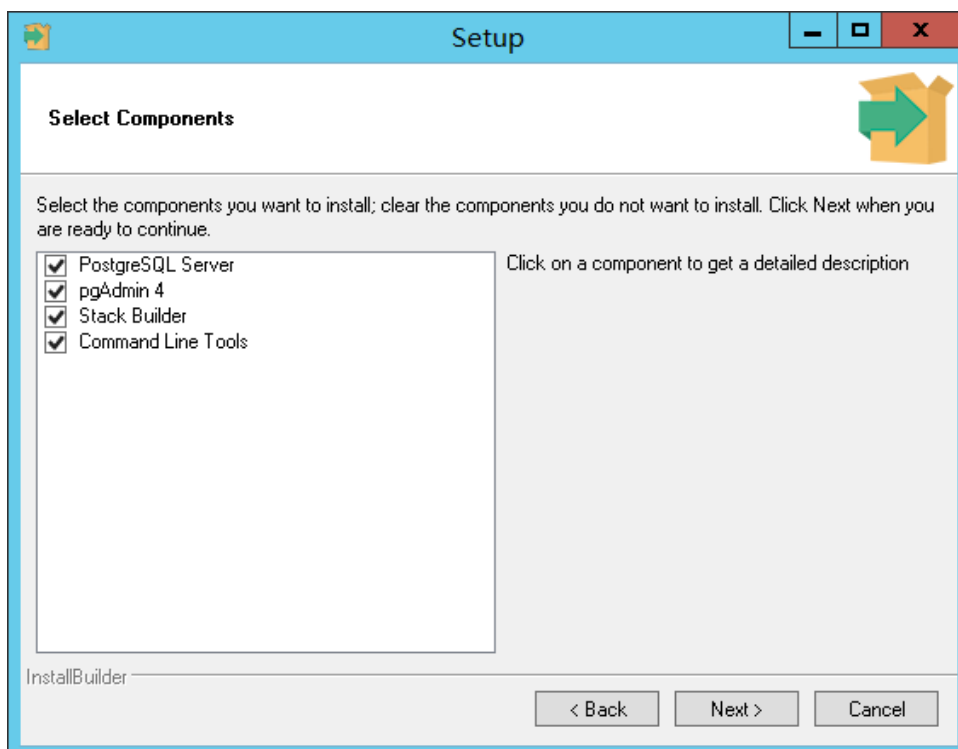 Setup
Select Components
Select the components you want to install; clear the components you do not want to install. Click Next when you
are ready to continue.
PostgreSQL Server
pgAdmin 4
Stack Builder
Command Line Tools
Click on a component to get a detailed description
InstallBuilder
< Back
Next >
Cancel